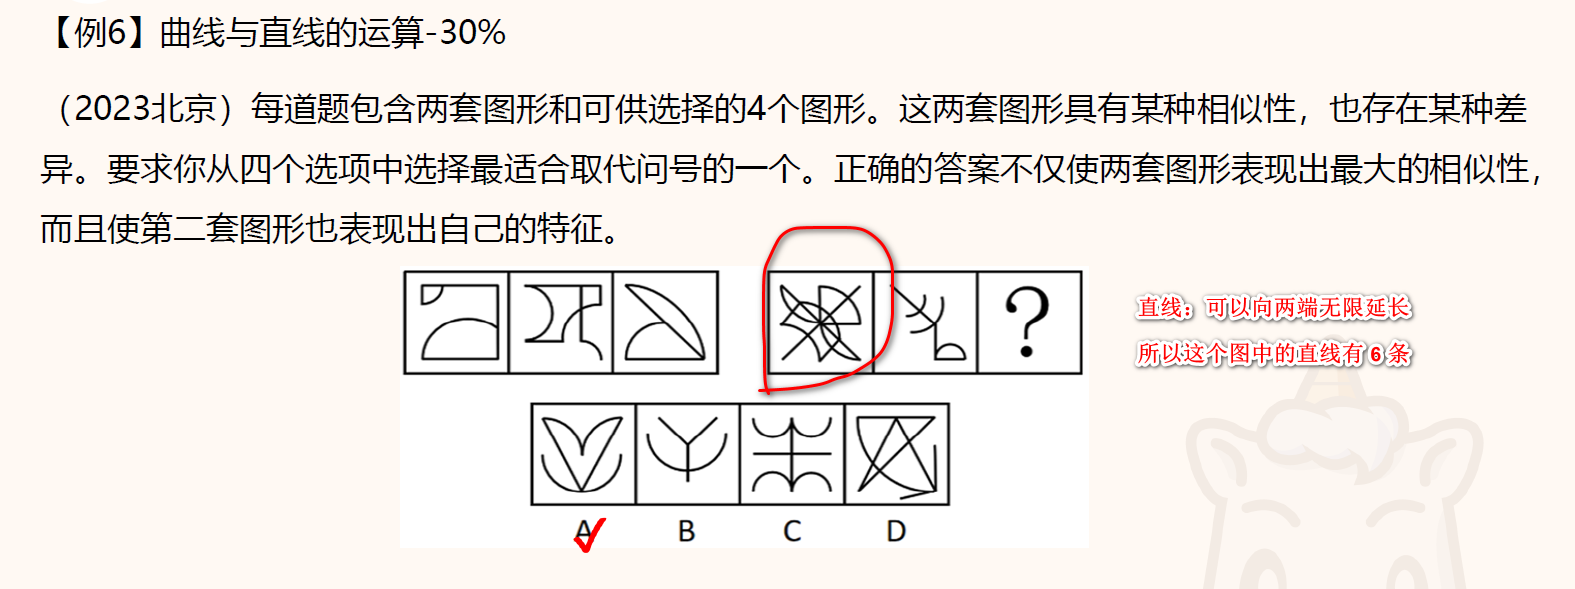 【例6】曲线与直线的运算-30%
（2023北京）每道题包含两套图形和可供选择的4个图形。这两套图形具有某种相似性，也存在某种差
异。要求你从四个选项中选择最适合取代问号的一个。正确的答案不仅使两套图形表现出最大的相似性，
而且使第二套图形也表现出自己的特征。
?
直线：可以向两端无限延长
所以这个图中的直线有 6 条
A B C D